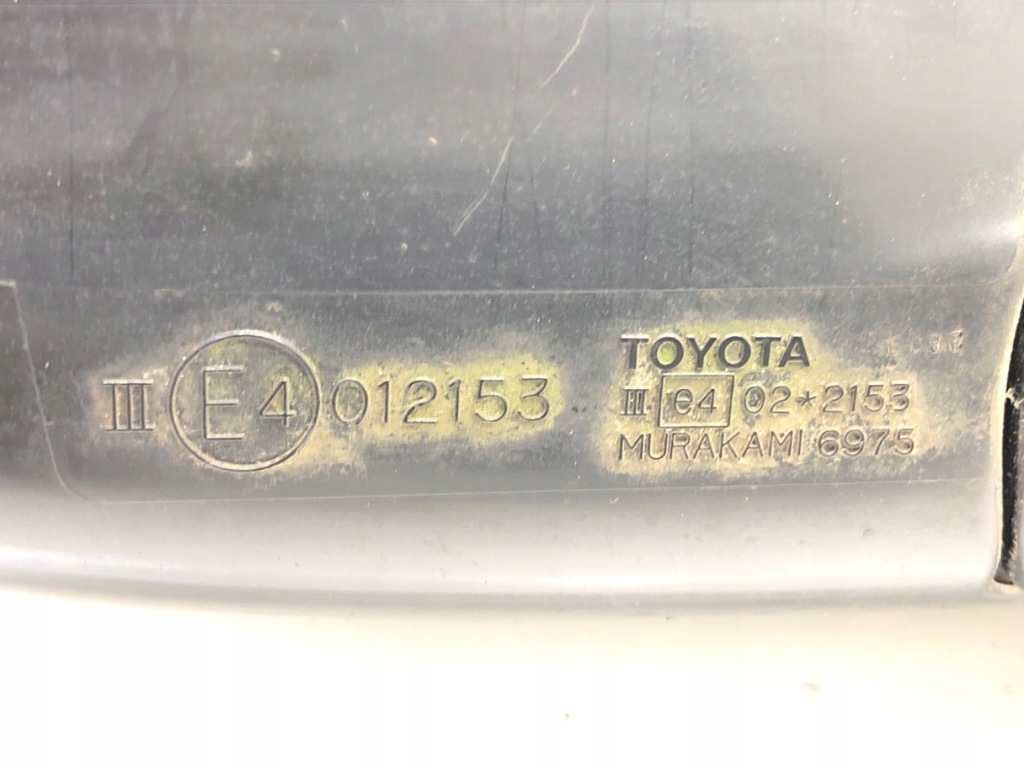 III E4 012153
TOYOTA
III e4 02*2153
MURAKAMI 6975